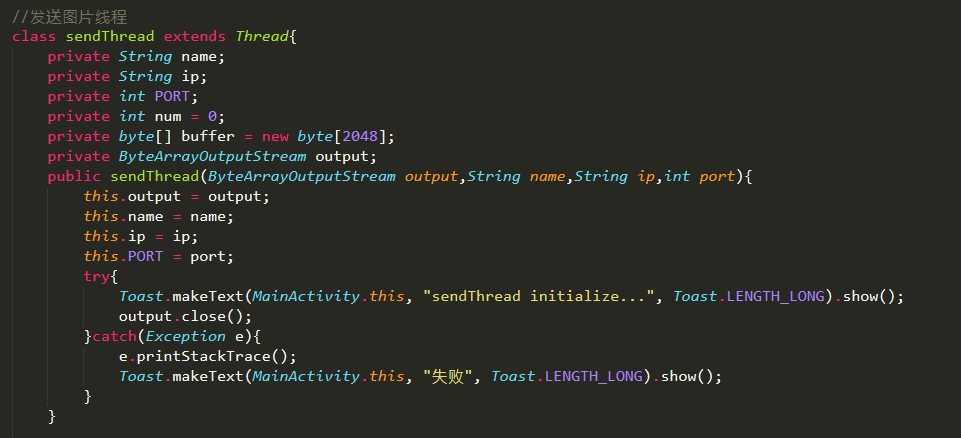 //发送图片线程
class sendThread extends Thread{
    private String name;
    private String ip;
    private int PORT;
    private int num = 0;
    private byte[] buffer = new byte[2048];
    private ByteArrayOutputStream output;
    public sendThread(ByteArrayOutputStream output,String name,String ip,int port){
        this.output = output;
        this.name = name;
        this.ip = ip;
        this.PORT = port;
        try{
            Toast.makeText(MainActivity.this, "sendThread initialize...", Toast.LENGTH_LONG).show();
            output.close();
        }catch(Exception e){
            e.printStackTrace();
            Toast.makeText(MainActivity.this, "失败", Toast.LENGTH_LONG).show();
        }
    }